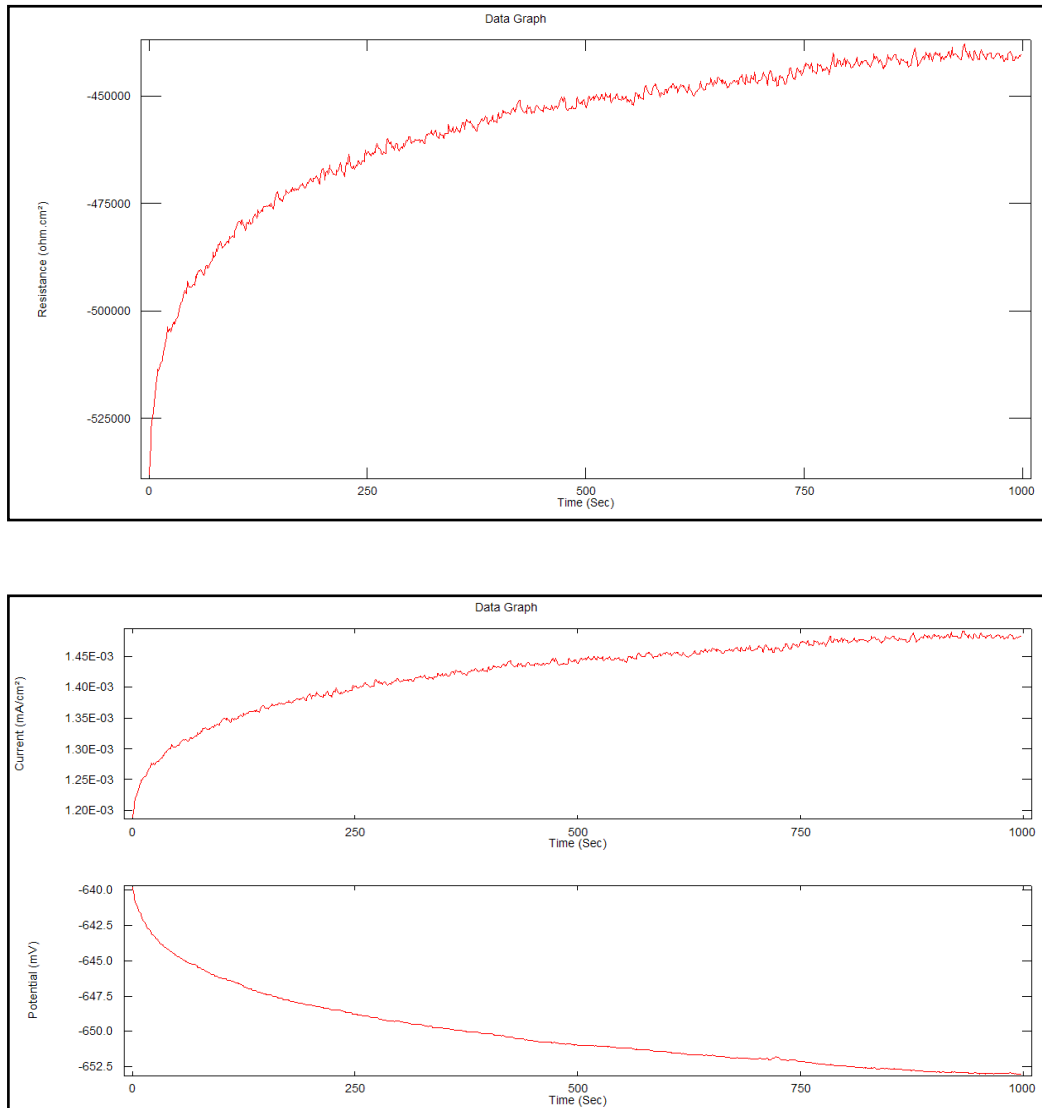 Data Graph
Resistance (ohm.cm²)
-450000
-475000
-500000
-525000
0 250 500 750 1000
Time (Sec)
Data Graph
Current (mA/cm²)
1.45E-03
1.40E-03
1.35E-03
1.30E-03
1.25E-03
1.20E-03
0 250 500 750 1000
Time (Sec)
Potential (mV)
-640.0
-642.5
-645.0
-647.5
-650.0
-652.5
0 250 500 750 1000
Time (Sec)